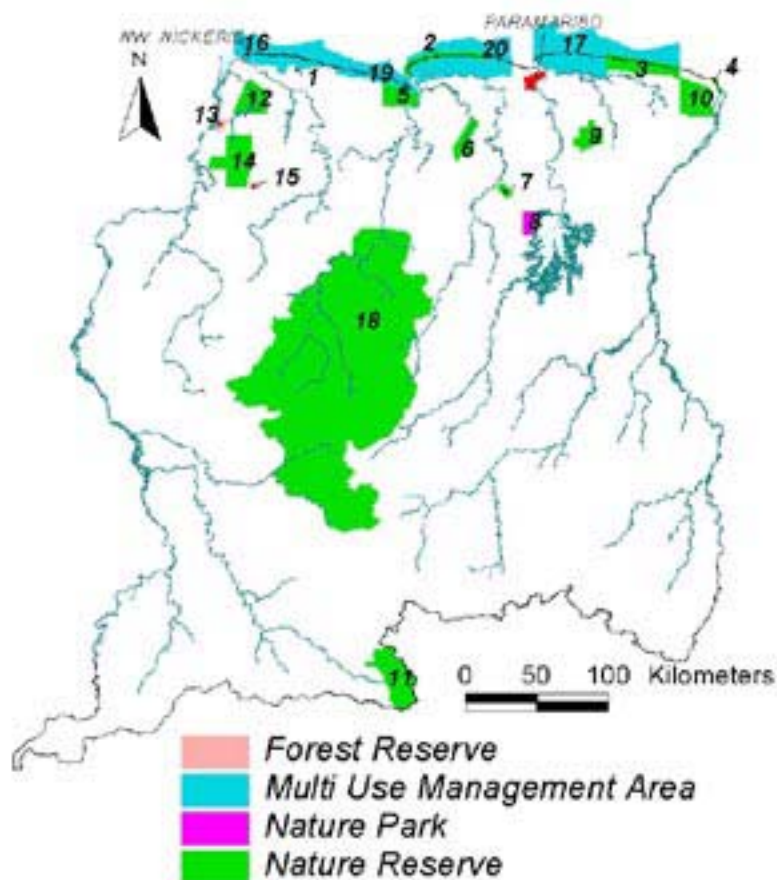 PARAMARIBO
NW NICKERIE
N
16
2
20
17
1
19
3
4
5
10
12
13
6
9
14
15
7
8
18
11
0 50 100 Kilometers
Forest Reserve
Multi Use Management Area
Nature Park
Nature Reserve